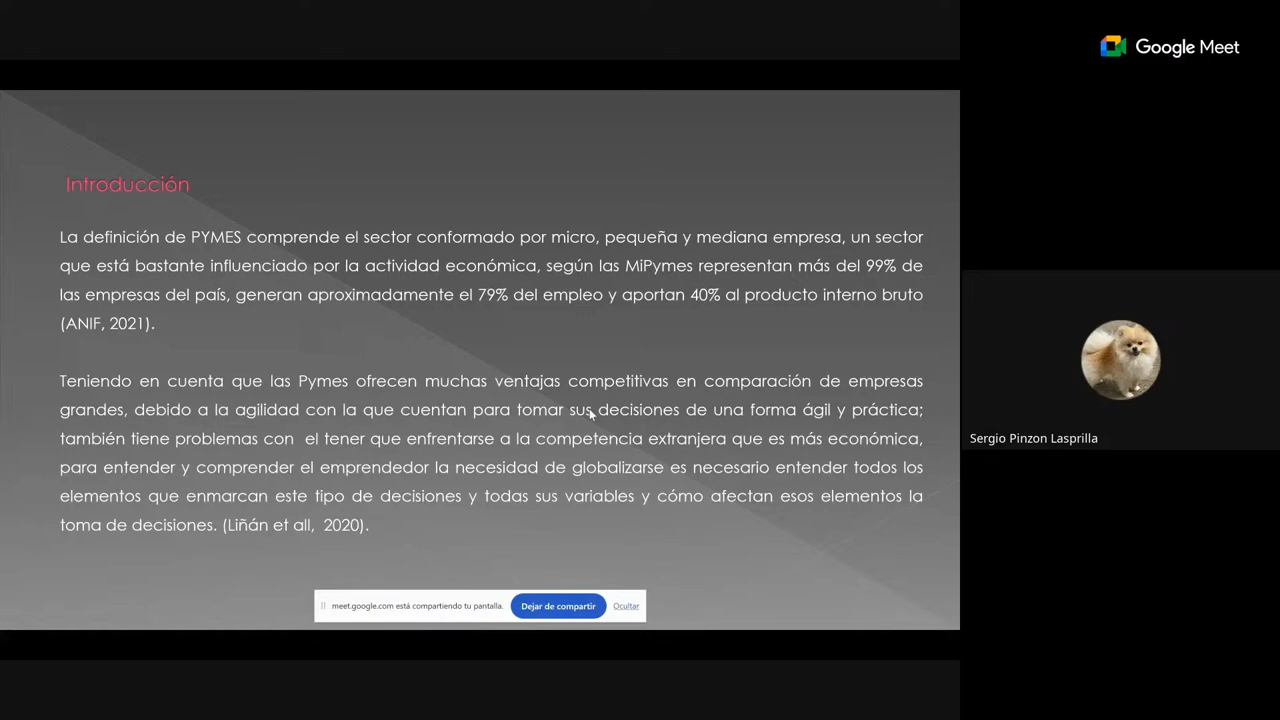 Google Meet
Introducción
La definición de PYMES comprende el sector conformado por micro, pequeña y mediana empresa, un sector
que está bastante influenciado por la actividad económica, según las MiPymes representan más del 99% de
las empresas del país, generan aproximadamente el 79% del empleo y aportan 40% al producto interno bruto
(ANIF, 2021).
Teniendo en cuenta que las Pymes ofrecen muchas ventajas competitivas en comparación de empresas
grandes, debido a la agilidad con la que cuentan para tomar sus decisiones de una forma ágil y práctica;
también tiene problemas con  el tener que enfrentarse a la competencia extranjera que es más económica,
para entender y comprender el emprendedor la necesidad de globalizarse es necesario entender todos los
elementos que enmarcan este tipo de decisiones y todas sus variables y cómo afectan esos elementos la
toma de decisiones. (Liñán et all,  2020).
Sergio Pinzon Lasprilla
meet.google.com está compartiendo tu pantalla. Dejar de compartir Ocultar